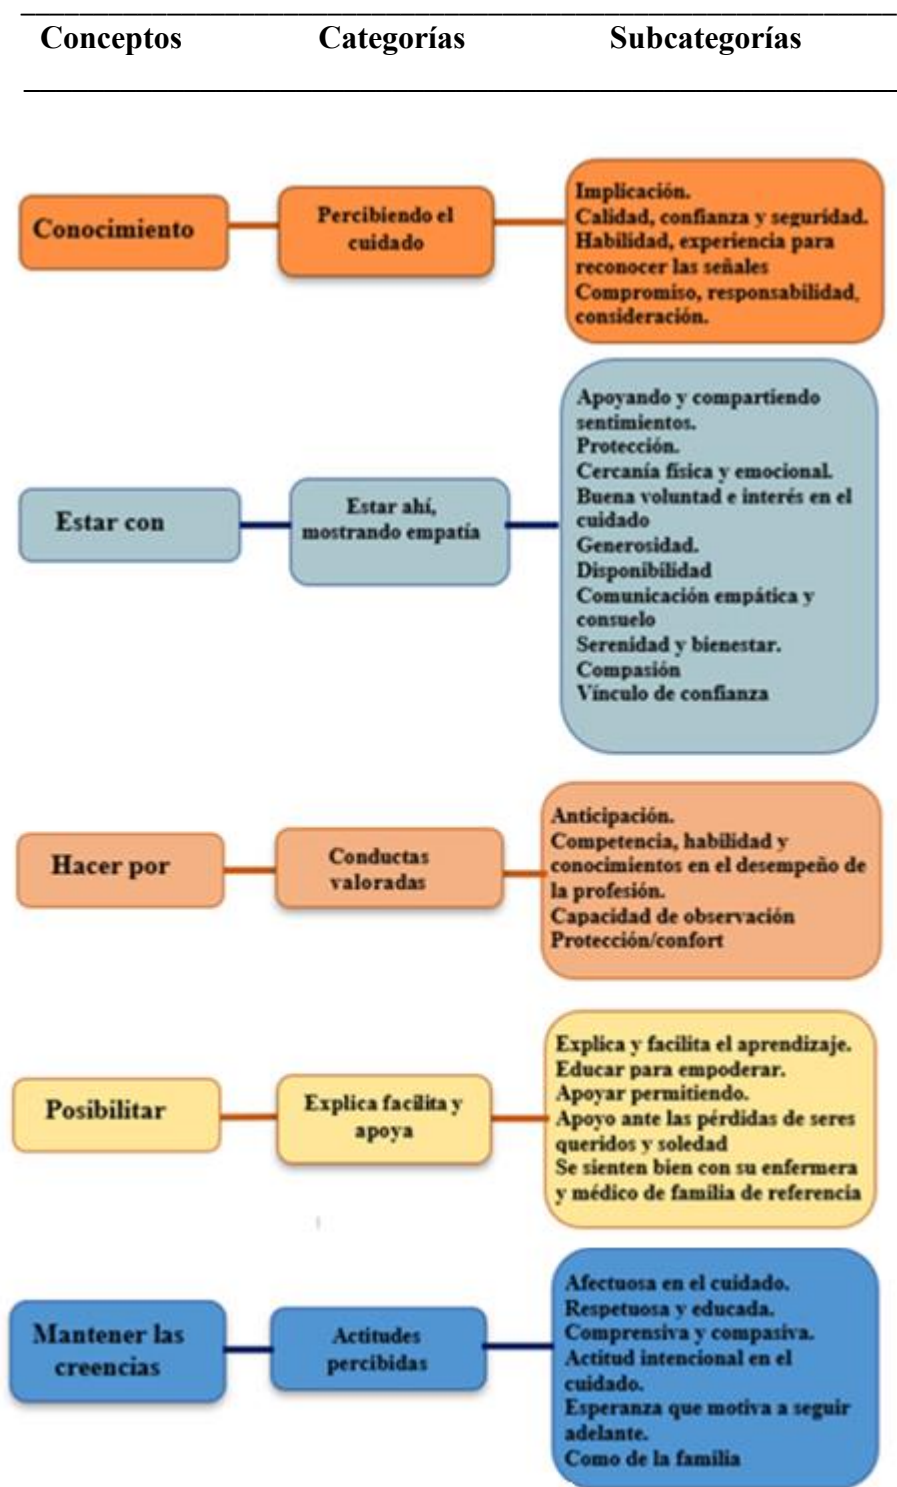 Conceptos Categorías Subcategorías
Conocimiento
Percibiendo el
cuidado
Implicación.
Calidad, confianza y seguridad.
Habilidad, experiencia para
reconocer las señales
Compromiso, responsabilidad,
consideración.
Estar con
Estar ahí,
mostrando empatía
Apoyando y compartiendo
sentimientos.
Protección.
Cercanía física y emocional.
Buena voluntad e interés en el
cuidado
Generosidad.
Disponibilidad
Comunicación empática y
consuelo
Serenidad y bienestar.
Compasión
Vínculo de confianza
Hacer por
Conductas
valoradas
Anticipación.
Competencia, habilidad y
conocimientos en el desempeño de
la profesión.
Capacidad de observación
Protección/confort
Posibilitar
Explica facilita y
apoya
Explica y facilita el aprendizaje.
Educar para empoderar.
Apoyar permitiendo.
Apoyo ante las pérdidas de seres
queridos y soledad
Se sienten bien con su enfermera
y médico de familia de referencia
Mantener las
creencias
Actitudes
percibidas
Afectuosa en el cuidado.
Respetuosa y educada.
Comprensiva y compasiva.
Actitud intencional en el
cuidado.
Esperanza que motiva a seguir
adelante.
Como de la familia